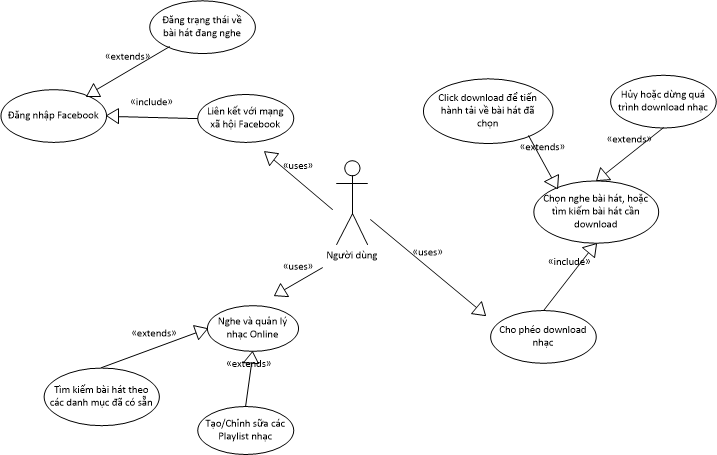 Đăng trạng thái về
bài hát đang nghe
«extends»
Đăng nhập Facebook
«include»
Liên kết với mạng
xã hội Facebook
«uses»
Người dùng
«uses»
Nghe và quản lý
nhạc Online
«extends»
«extends»
Tìm kiếm bài hát theo
các danh mục đã có sẵn
Tạo/Chỉnh sữa các
Playlist nhạc
«uses»
Click download để tiến
hành tải về bài hát đã
chọn
Hủy hoặc dừng quá
trình download nhạc
«extends»
«extends»
Chọn nghe bài hát, hoặc
tìm kiếm bài hát cần
download
«include»
Cho phéo download
nhạc